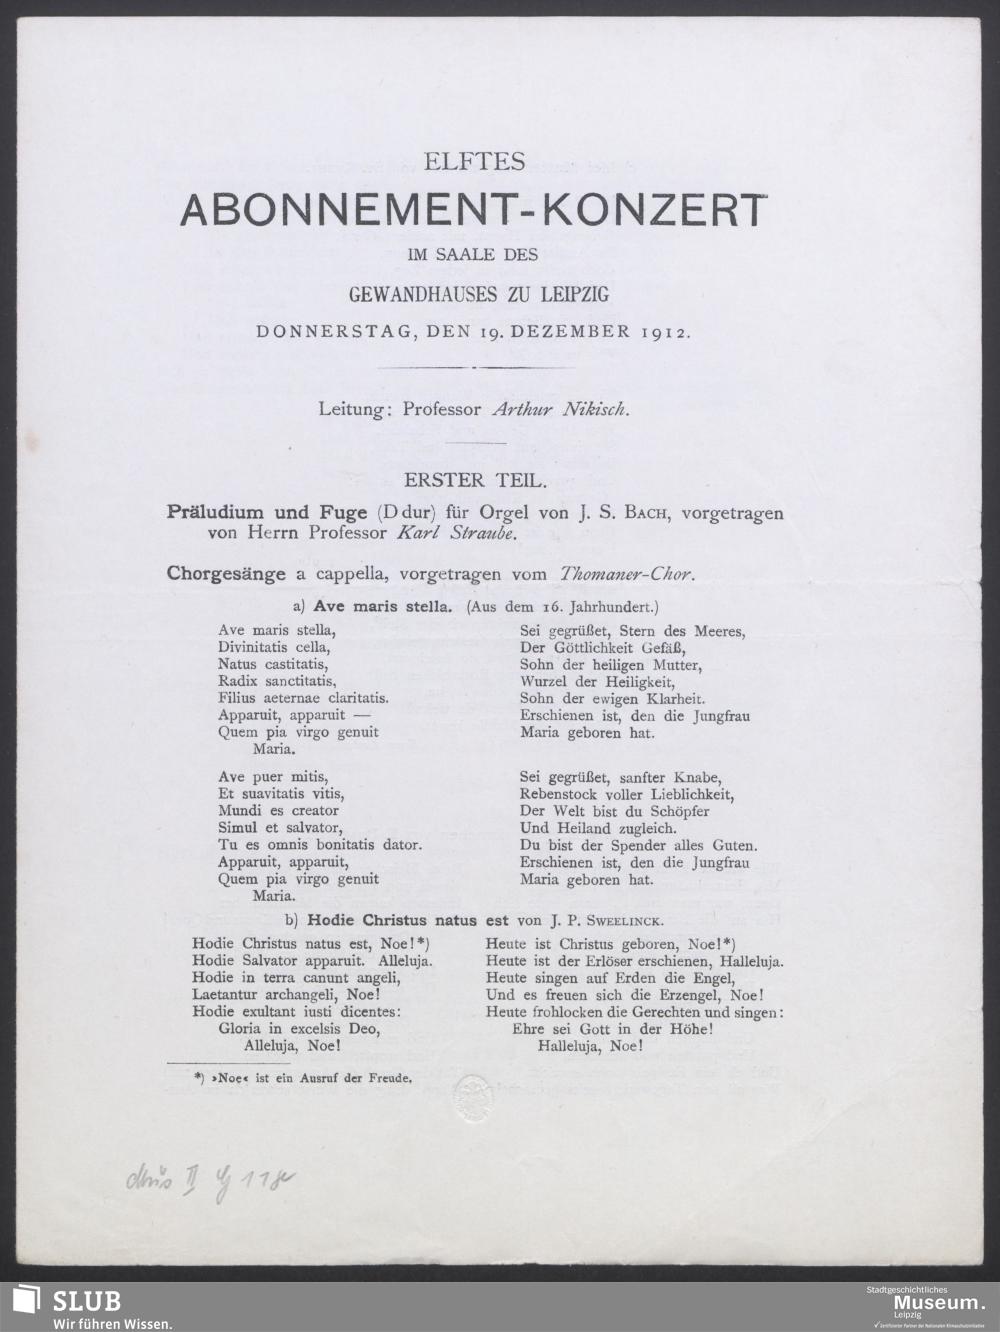 ELFTES
ABONNEMENT-KONZERT
IM SAALE DES
GEWANDHAUSES ZU LEIPZIG
DONNERSTAG, DEN 19. DEZEMBER 1912.
Leitung: Professor Arthur Nikisch.
ERSTER TEIL.
Präludium und Fuge (D dur) für Orgel von J. S. BACH, vorgetragen
von Herrn Professor Karl Straube.
Chorgesänge a cappella, vorgetragen vom Thomaner-Chor.
a) Ave maris stella. (Aus dem 16. Jahrhundert.)
Ave maris stella,
Divinitatis cella,
Natus castitatis,
Radix sanctitatis,
Filius aeternae claritatis.
Apparuit, apparuit —
Quem pia virgo genuit
Maria.
Sei gegrüßet, Stern des Meeres,
Der Göttlichkeit Gefäß,
Sohn der heiligen Mutter,
Wurzel der Heiligkeit,
Sohn der ewigen Klarheit.
Erschienen ist, den die Jungfrau
Maria geboren hat.
Ave puer mitis,
Et suavitatis vitis,
Mundi es creator
Simul et salvator,
Tu es omnis bonitatis dator.
Apparuit, apparuit,
Quem pia virgo genuit
Maria.
Sei gegrüßet, sanfter Knabe,
Rebenstock voller Lieblichkeit,
Der Welt bist du Schöpfer
Und Heiland zugleich.
Du bist der Spender alles Guten.
Erschienen ist, den die Jungfrau
Maria geboren hat.
b) Hodie Christus natus est von J. P. SWEELINCK.
Hodie Christus natus est, Noe!*)
Hodie Salvator apparuit. Alleluja.
Hodie in terra canunt angeli,
Laetantur archangeli, Noe!
Hodie exultant iusti dicentes:
Gloria in excelsis Deo,
Alleluja, Noe!
Heute ist Christus geboren, Noe!*)
Heute ist der Erlöser erschienen, Halleluja.
Heute singen auf Erden die Engel,
Und es freuen sich die Erzengel, Noe!
Heute frohlocken die Gerechten und singen:
Ehre sei Gott in der Höhe!
Halleluja, Noe!
*) »Noe« ist ein Ausruf der Freude.
II
SLUB
Wir führen Wissen.
Stadtgeschichtliches
Museum.
Leipzig
Zertifizierter Partner der Nationalen Klimaschutzinitiative